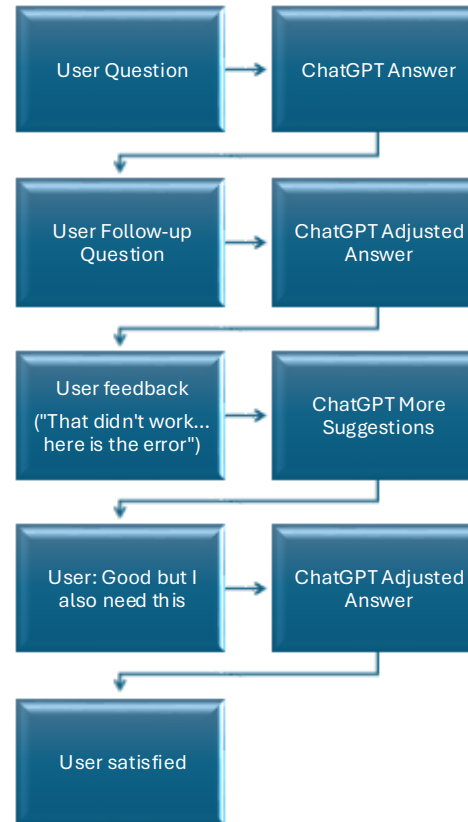 User Question
ChatGPT Answer
User Follow-up
Question
ChatGPT Adjusted
Answer
User feedback
("That didn't work...
here is the error")
ChatGPT More
Suggestions
User: Good but I
also need this
ChatGPT Adjusted
Answer
User satisfied